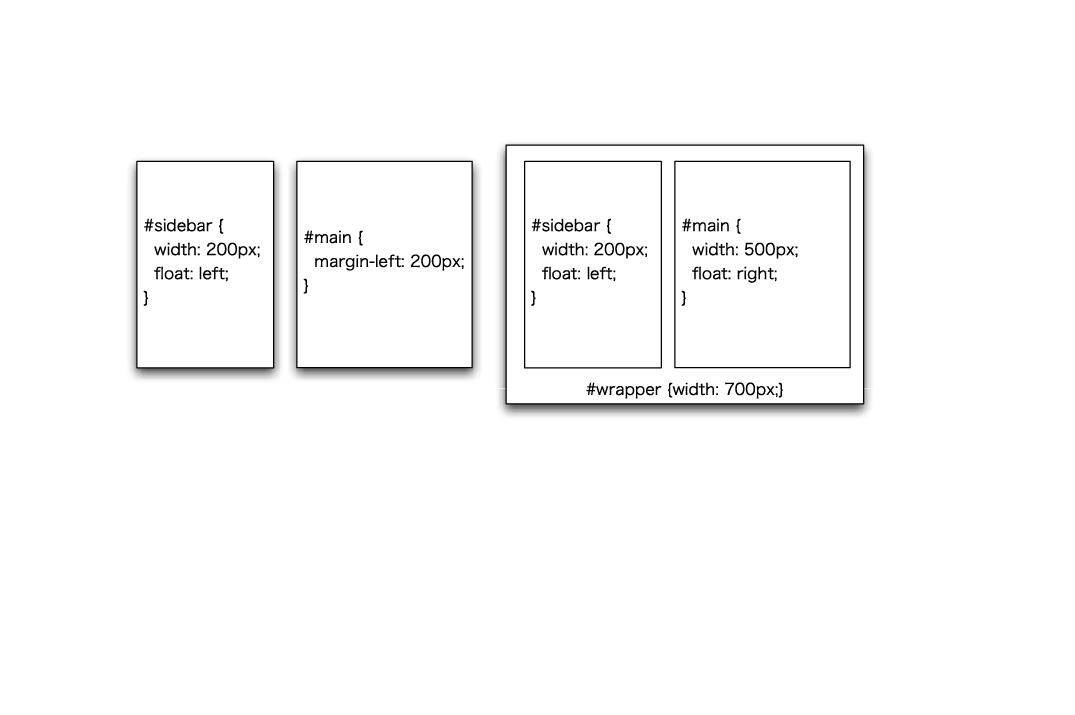 #sidebar {
width: 200px;
float: left;
}
#main {
margin-left: 200px;
}
#sidebar {
width: 200px;
float: left;
}
#main {
width: 500px;
float: right;
}
#wrapper {width: 700px;}